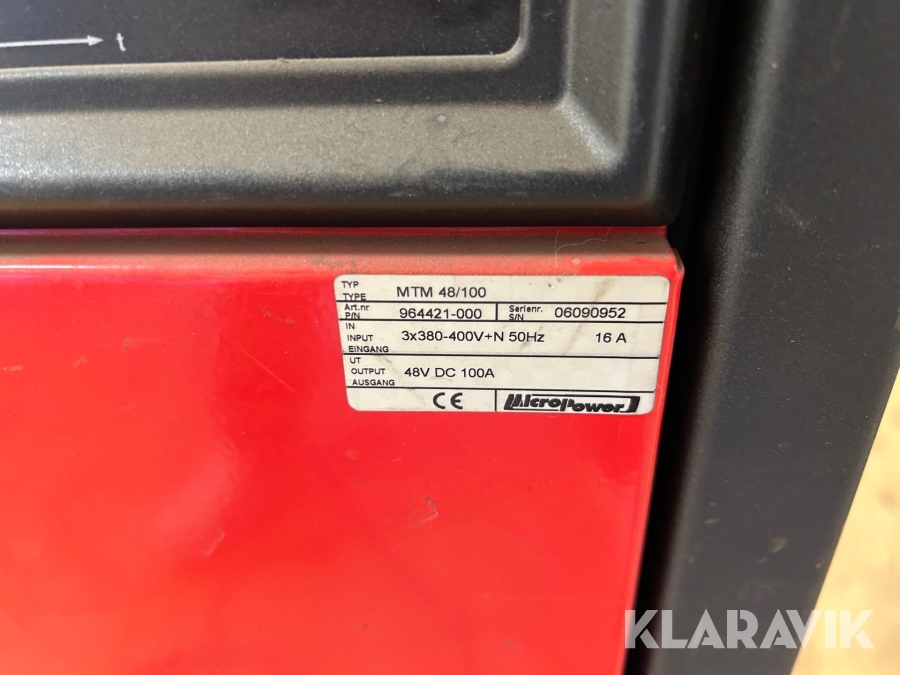 t
TYP
TYPE MTM 48/100
Art.nr Serienr.
P/N 964421-000 S/N 06090952
IN
INPUT 3x380-400V+N 50Hz 16 A
EINGANG
UT
OUTPUT 48V DC 100A
AUSGANG
CE MicroPower
KLARAVIK